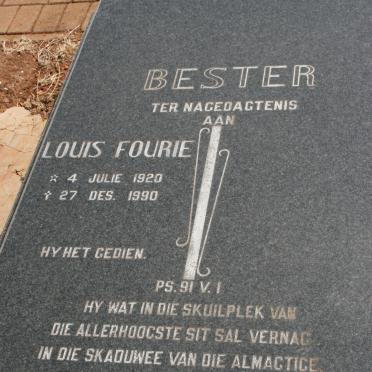 BESTER
TER NAGEDAGTENIS
AAN
LOUIS FOURIE
☆ 4 JULIE 1920
✝ 27 DES. 1990
HY HET GEDIEN.
PS. 91 V. 1
HY WAT IN DIE SKUILPLEK VAN
DIE ALLERHOOGSTE SIT SAL VERNAG
IN DIE SKADUWEE VAN DIE ALMAGTIGE